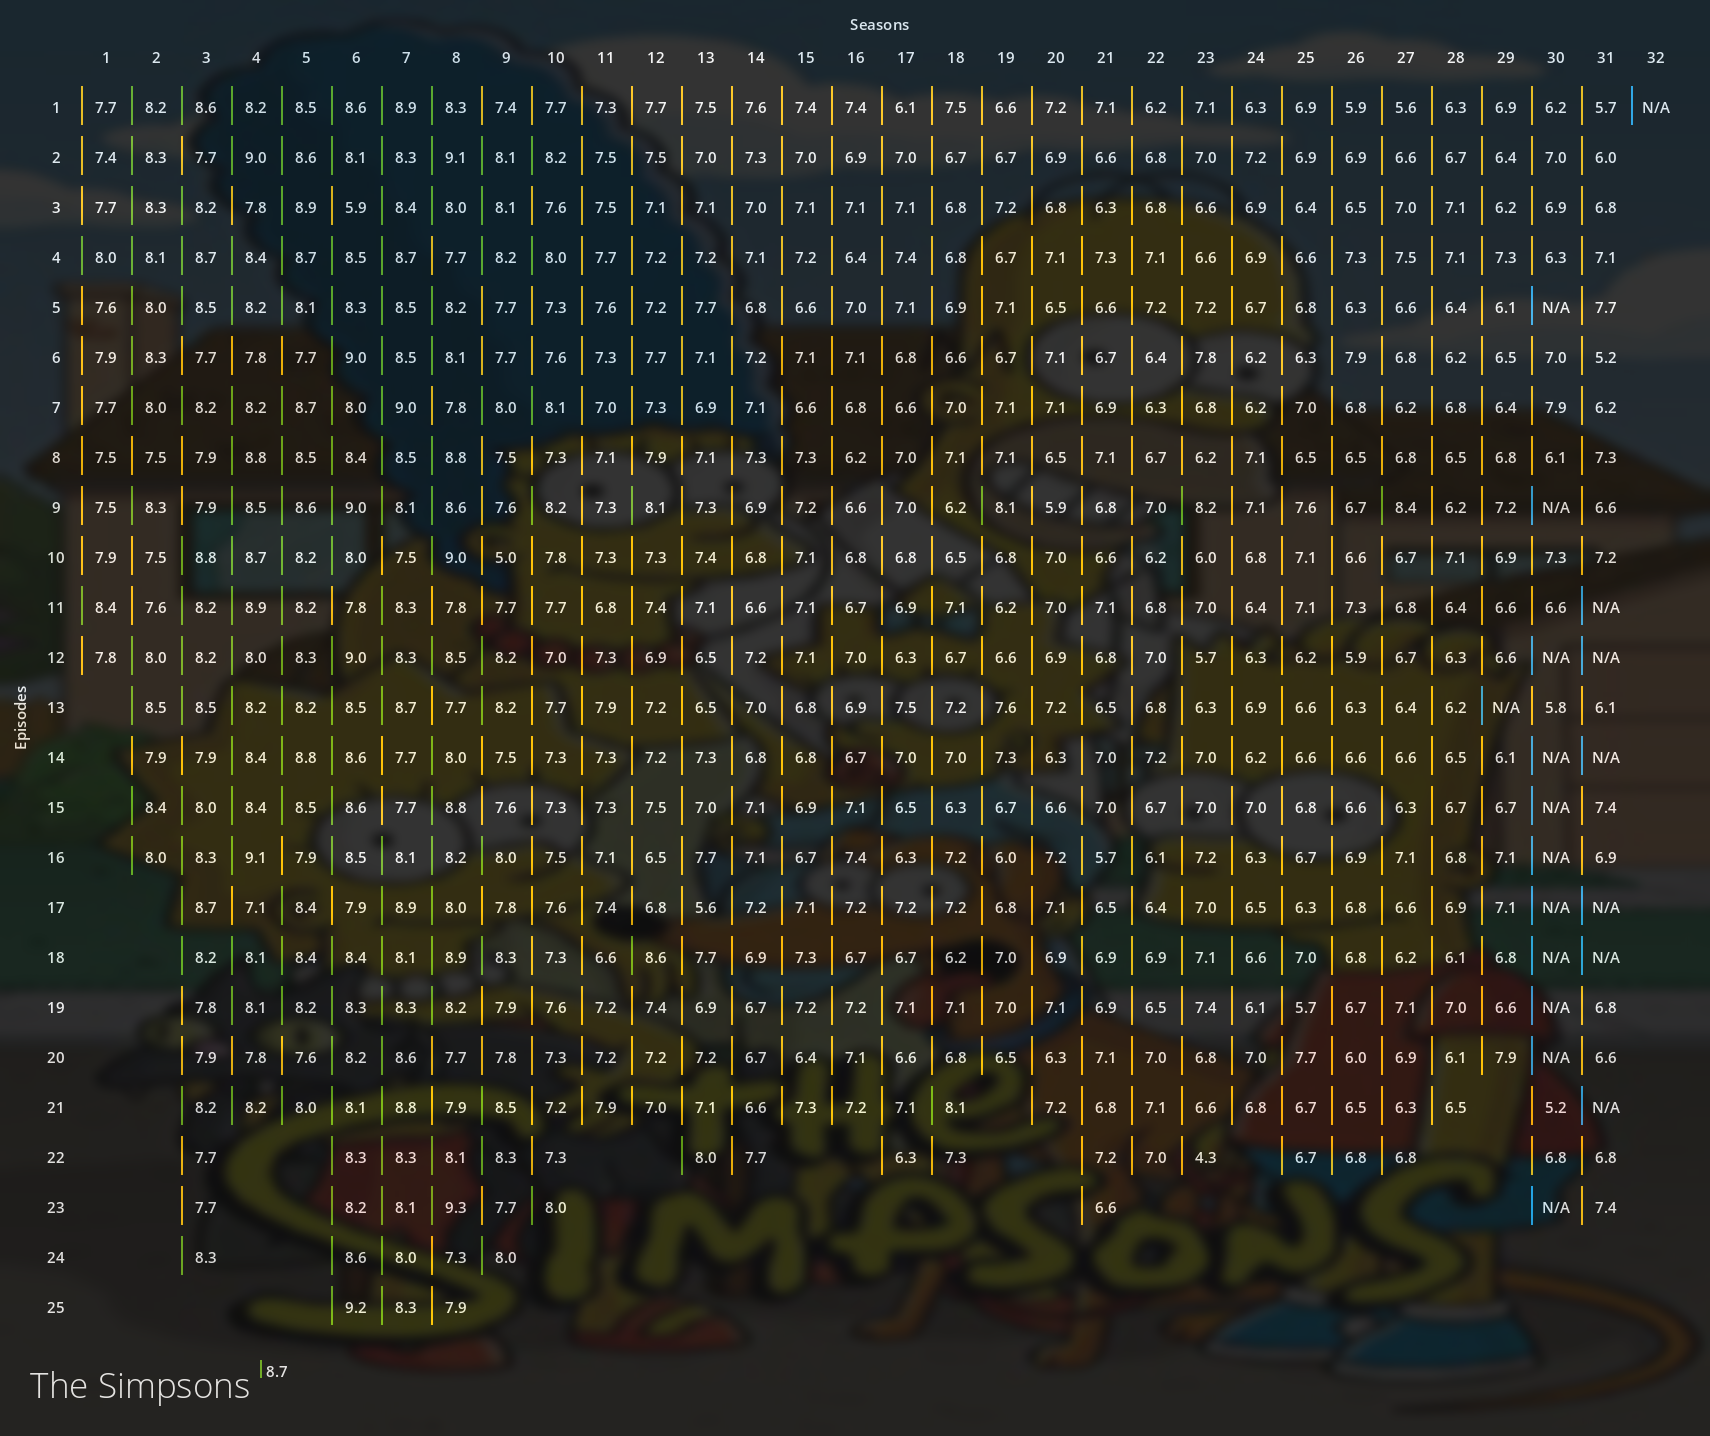 Seasons
1 2 3 4 5 6 7 8 9 10 11 12 13 14 15 16 17 18 19 20 21 22 23 24 25 26 27 28 29 30 31 32
1 7.7 8.2 8.6 8.2 8.5 8.6 8.9 8.3 7.4 7.7 7.3 7.7 7.5 7.6 7.4 7.4 6.1 7.5 6.6 7.2 7.1 6.2 7.1 6.3 6.9 5.9 5.6 6.3 6.9 6.2 5.7 N/A
2 7.4 8.3 7.7 9.0 8.6 8.1 8.3 9.1 8.1 8.2 7.5 7.5 7.0 7.3 7.0 6.9 7.0 6.7 6.7 6.9 6.6 6.8 7.0 7.2 6.9 6.9 6.6 6.7 6.4 7.0 6.0
3 7.7 8.3 8.2 7.8 8.9 5.9 8.4 8.0 8.1 7.6 7.5 7.1 7.1 7.0 7.1 7.1 7.1 6.8 7.2 6.8 6.3 6.8 6.6 6.9 6.4 6.5 7.0 7.1 6.2 6.9 6.8
4 8.0 8.1 8.7 8.4 8.7 8.5 8.7 7.7 8.2 8.0 7.7 7.2 7.2 7.1 7.2 6.4 7.4 6.8 6.7 7.1 7.3 7.1 6.6 6.9 6.6 7.3 7.5 7.1 7.3 6.3 7.1
5 7.6 8.0 8.5 8.2 8.1 8.3 8.5 8.2 7.7 7.3 7.6 7.2 7.7 6.8 6.6 7.0 7.1 6.9 7.1 6.5 6.6 7.2 7.2 6.7 6.8 6.3 6.6 6.4 6.1 N/A 7.7
6 7.9 8.3 7.7 7.8 7.7 9.0 8.5 8.1 7.7 7.6 7.3 7.7 7.1 7.2 7.1 7.1 6.8 6.6 6.7 7.1 6.7 6.4 7.8 6.2 6.3 7.9 6.8 6.2 6.5 7.0 5.2
7 7.7 8.0 8.2 8.2 8.7 8.0 9.0 7.8 8.0 8.1 7.0 7.3 6.9 7.1 6.6 6.8 6.6 7.0 7.1 7.1 6.9 6.3 6.8 6.2 7.0 6.8 6.2 6.8 6.4 7.9 6.2
8 7.5 7.5 7.9 8.8 8.5 8.4 8.5 8.8 7.5 7.3 7.1 7.9 7.1 7.3 7.3 6.2 7.0 7.1 7.1 6.5 7.1 6.7 6.2 7.1 6.5 6.5 6.8 6.5 6.8 6.1 7.3
9 7.5 8.3 7.9 8.5 8.6 9.0 8.1 8.6 7.6 8.2 7.3 8.1 7.3 6.9 7.2 6.6 7.0 6.2 8.1 5.9 6.8 7.0 8.2 7.1 7.6 6.7 8.4 6.2 7.2 N/A 6.6
10 7.9 7.5 8.8 8.7 8.2 8.0 7.5 9.0 5.0 7.8 7.3 7.3 7.4 6.8 7.1 6.8 6.8 6.5 6.8 7.0 6.6 6.2 6.0 6.8 7.1 6.6 6.7 7.1 6.9 7.3 7.2
11 8.4 7.6 8.2 8.9 8.2 7.8 8.3 7.8 7.7 7.7 6.8 7.4 7.1 6.6 7.1 6.7 6.9 7.1 6.2 7.0 7.1 6.8 7.0 6.4 7.1 7.3 6.8 6.4 6.6 6.6 N/A
12 7.8 8.0 8.2 8.0 8.3 9.0 8.3 8.5 8.2 7.0 7.3 6.9 6.5 7.2 7.1 7.0 6.3 6.7 6.6 6.9 6.8 7.0 5.7 6.3 6.2 5.9 6.7 6.3 6.6 N/A N/A
Episodes
13 8.5 8.5 8.2 8.2 8.5 8.7 7.7 8.2 7.7 7.9 7.2 6.5 7.0 6.8 6.9 7.5 7.2 7.6 7.2 6.5 6.8 6.3 6.9 6.6 6.3 6.4 6.2 N/A 5.8 6.1
14 7.9 7.9 8.4 8.8 8.6 7.7 8.0 7.5 7.3 7.3 7.2 7.3 6.8 6.8 6.7 7.0 7.0 7.3 6.3 7.0 7.2 7.0 6.2 6.6 6.6 6.6 6.5 6.1 N/A N/A
15 8.4 8.0 8.4 8.5 8.6 7.7 8.8 7.6 7.3 7.3 7.5 7.0 7.1 6.9 7.1 6.5 6.3 6.7 6.6 7.0 6.7 7.0 7.0 6.8 6.6 6.3 6.7 6.7 N/A 7.4
16 8.0 8.3 9.1 7.9 8.5 8.1 8.2 8.0 7.5 7.1 6.5 7.7 7.1 6.7 7.4 6.3 7.2 6.0 7.2 5.7 6.1 7.2 6.3 6.7 6.9 7.1 6.8 7.1 N/A 6.9
17 8.7 7.1 8.4 7.9 8.9 8.0 7.8 7.6 7.4 6.8 5.6 7.2 7.1 7.2 7.2 7.2 6.8 7.1 6.5 6.4 7.0 6.5 6.3 6.8 6.6 6.9 7.1 N/A N/A
18 8.2 8.1 8.4 8.4 8.1 8.9 8.3 7.3 6.6 8.6 7.7 6.9 7.3 6.7 6.7 6.2 7.0 6.9 6.9 6.9 7.1 6.6 7.0 6.8 6.2 6.1 6.8 N/A N/A
19 7.8 8.1 8.2 8.3 8.3 8.2 7.9 7.6 7.2 7.4 6.9 6.7 7.2 7.2 7.1 7.1 7.0 7.1 6.9 6.5 7.4 6.1 5.7 6.7 7.1 7.0 6.6 N/A 6.8
20 7.9 7.8 7.6 8.2 8.6 7.7 7.8 7.3 7.2 7.2 7.2 6.7 6.4 7.1 6.6 6.8 6.5 6.3 7.1 7.0 6.8 7.0 7.7 6.0 6.9 6.1 7.9 N/A 6.6
21 8.2 8.2 8.0 8.1 8.8 7.9 8.5 7.2 7.9 7.0 7.1 6.6 7.3 7.2 7.1 8.1 7.2 6.8 7.1 6.6 6.8 6.7 6.5 6.3 6.5 5.2 N/A
22 7.7 8.3 8.3 8.1 8.3 7.3 8.0 7.7 6.3 7.3 7.2 7.0 4.3 6.7 6.8 6.8 6.8 6.8
23 7.7 8.2 8.1 9.3 7.7 8.0 6.6 N/A 7.4
24 8.3 8.6 8.0 7.3 8.0
25 9.2 8.3 7.9
THE
SIMPSONS
The Simpsons 8.7